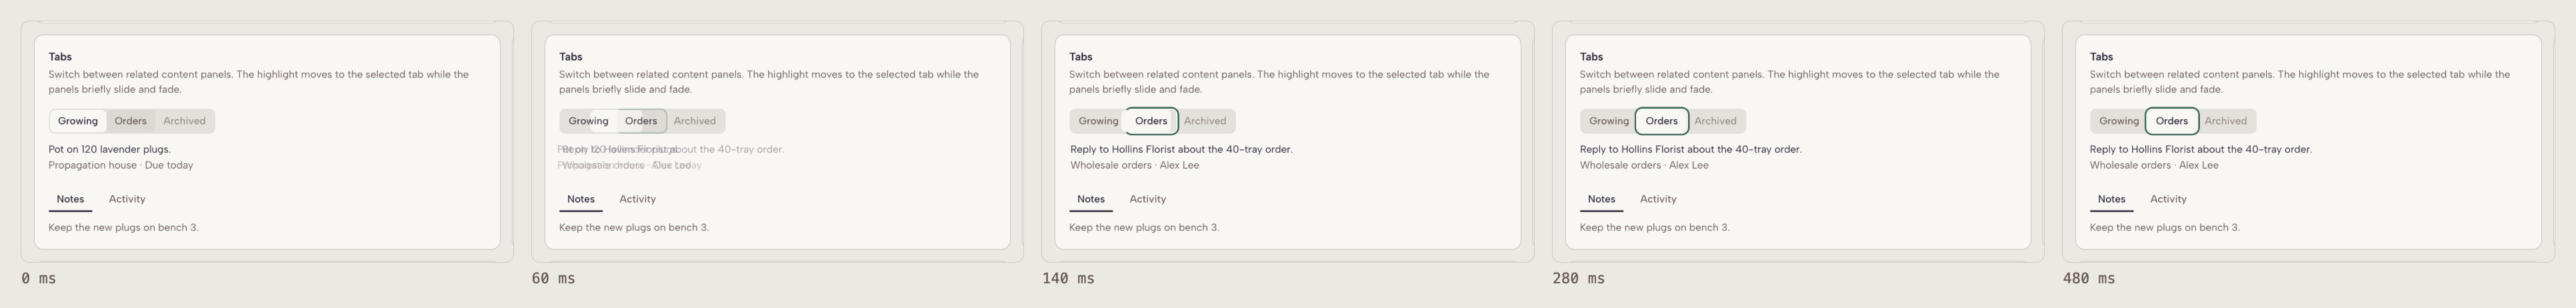 Tabs
Switch between related content panels. The highlight moves to the selected tab while the
panels briefly slide and fade.
Growing Orders Archived
Pot on 120 lavender plugs.
Propagation house · Due today
Notes Activity
Keep the new plugs on bench 3.
0 ms
Tabs
Switch between related content panels. The highlight moves to the selected tab while the
panels briefly slide and fade.
Growing Orders Archived
about the 40-tray order.
Notes Activity
Keep the new plugs on bench 3.
60 ms
Tabs
Switch between related content panels. The highlight moves to the selected tab while the
panels briefly slide and fade.
Growing Orders Archived
Reply to Hollins Florist about the 40-tray order.
Wholesale orders · Alex Lee
Notes Activity
Keep the new plugs on bench 3.
140 ms
Tabs
Switch between related content panels. The highlight moves to the selected tab while the
panels briefly slide and fade.
Growing Orders Archived
Reply to Hollins Florist about the 40-tray order.
Wholesale orders · Alex Lee
Notes Activity
Keep the new plugs on bench 3.
280 ms
Tabs
Switch between related content panels. The highlight moves to the selected tab while the
panels briefly slide and fade.
Growing Orders Archived
Reply to Hollins Florist about the 40-tray order.
Wholesale orders · Alex Lee
Notes Activity
Keep the new plugs on bench 3.
480 ms